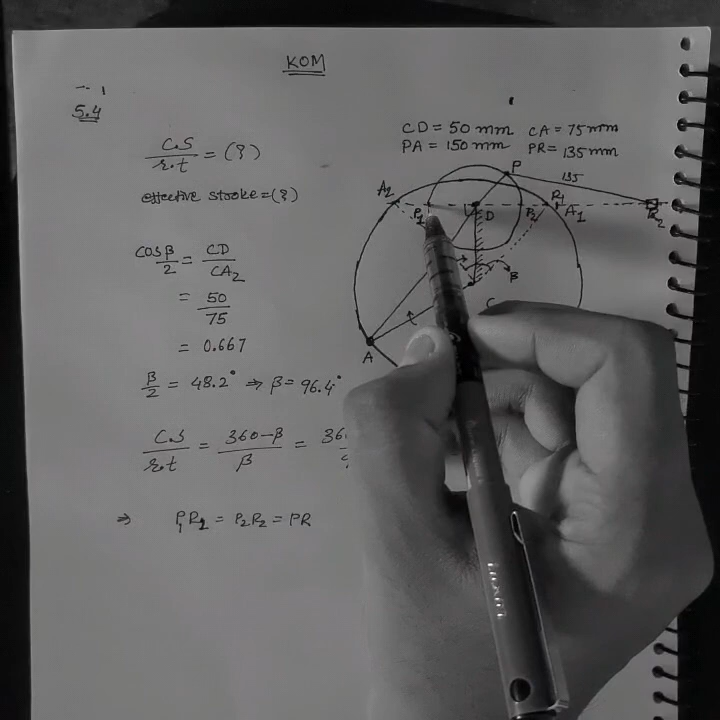 KOM
5.4
C.S / r.t = (?)
effective stroke = (?)
CD = 50 mm CA = 75 mm
PA = 150 mm PR = 135 mm
P
135
A2
P1
D
P2
R1
A1
R2
β
C
A
cos β/2 = CD / CA2
= 50 / 75
= 0.667
β/2 = 48.2° ⇒ β = 96.4°
C.S / r.t = 360-β / β =
⇒ P1R1 = P2R2 = PR